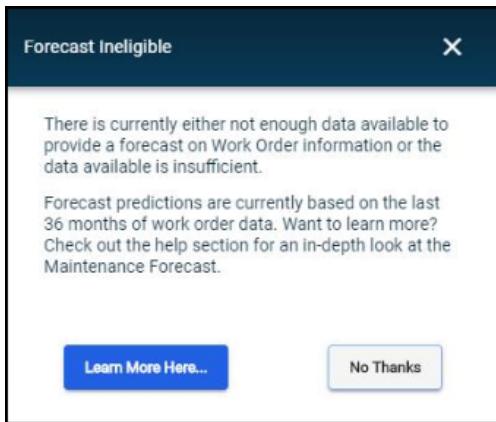 Forecast Ineligible
There is currently either not enough data available to
provide a forecast on Work Order information or the
data available is insufficient.
Forecast predictions are currently based on the last
36 months of work order data. Want to learn more?
Check out the help section for an in-depth look at the
Maintenance Forecast.
Learn More Here...
No Thanks